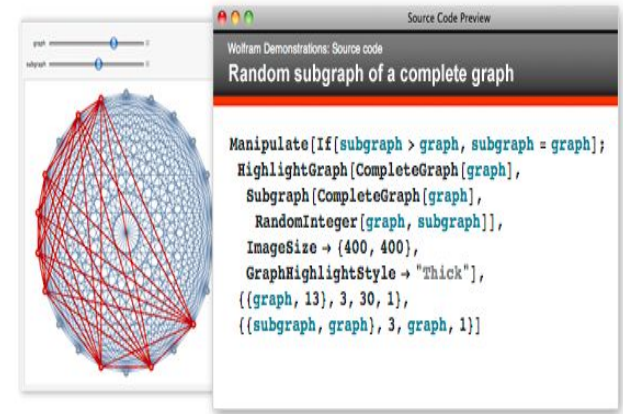 graph
subgraph
Source Code Preview
Wolfram Demonstrations: Source code
Random subgraph of a complete graph
Manipulate[If[subgraph > graph, subgraph = graph];
HighlightGraph[CompleteGraph[graph],
Subgraph[CompleteGraph[graph],
RandomInteger[graph, subgraph]],
ImageSize → {400, 400},
GraphHighlightStyle → "Thick"],
{{graph, 13}, 3, 30, 1},
{{subgraph, graph}, 3, graph, 1}]